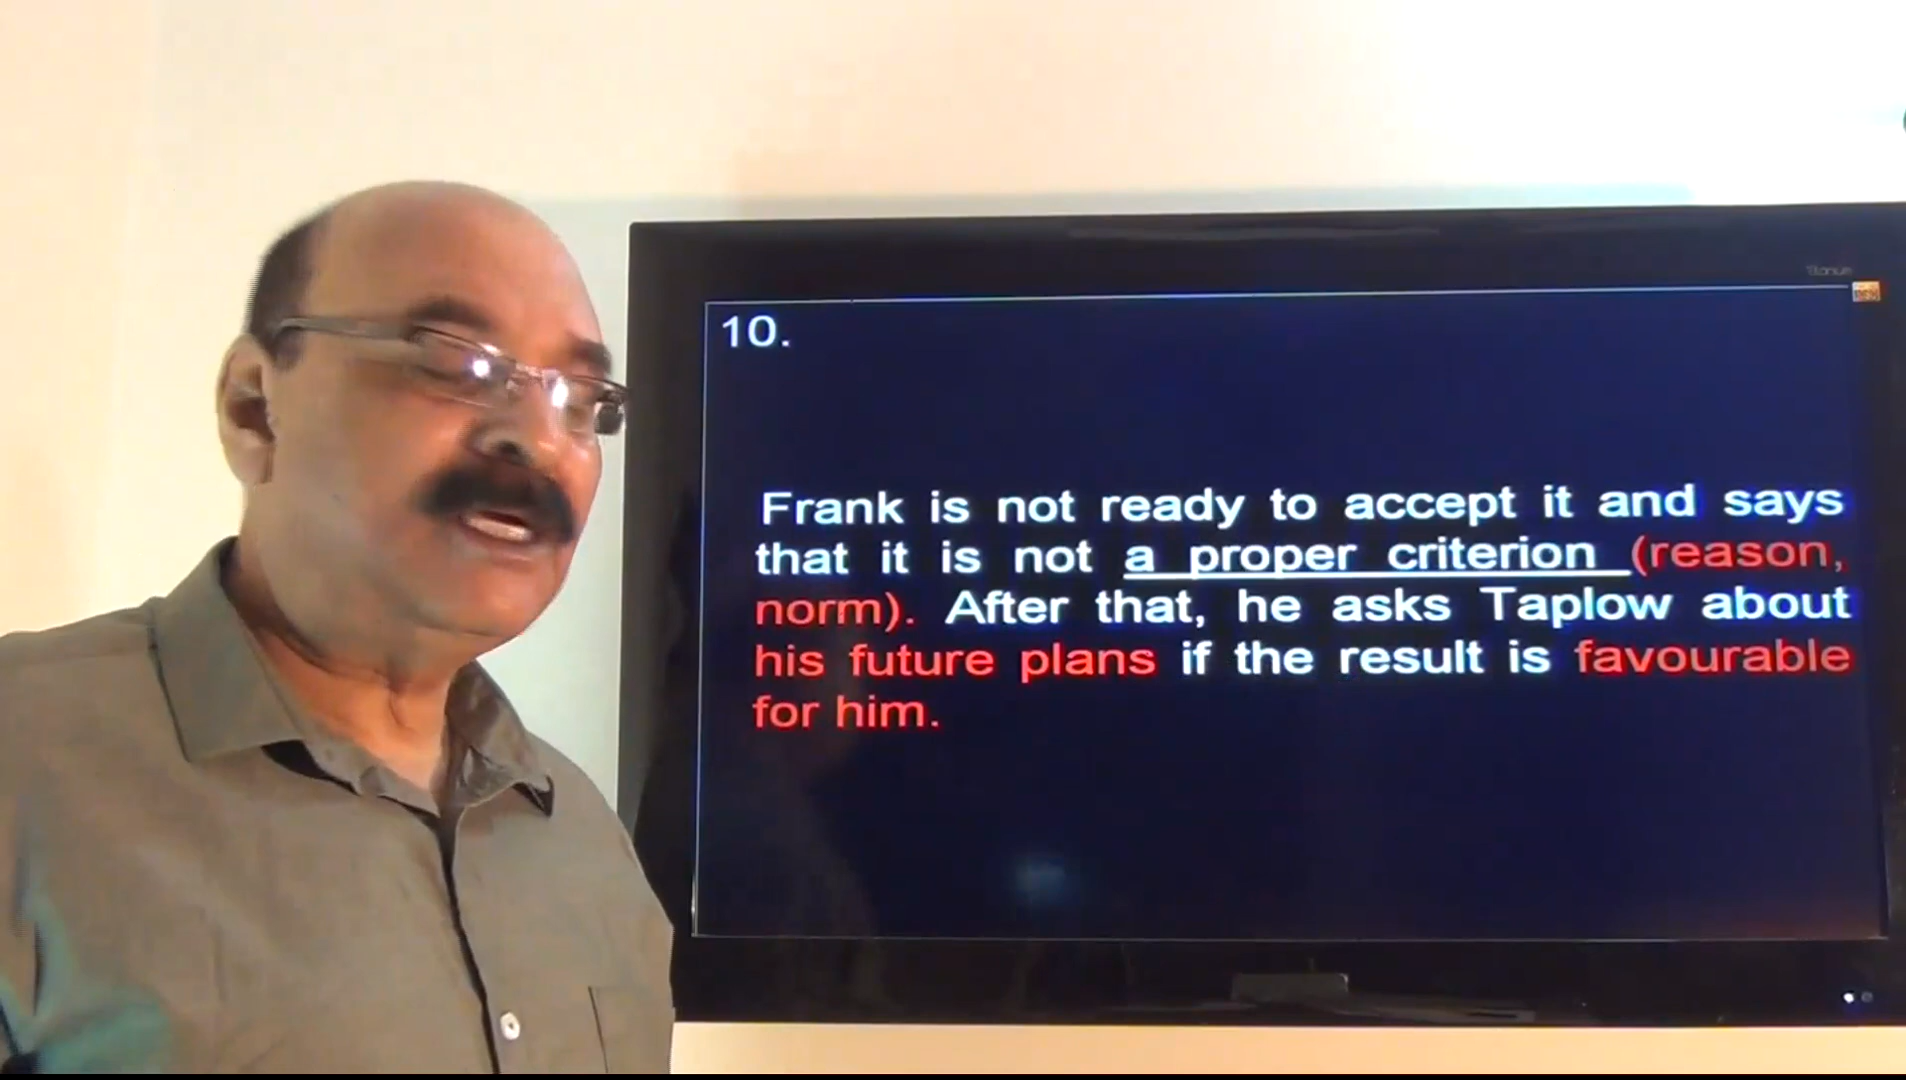 10.
Frank is not ready to accept it and says
that it is not a proper criterion (reason,
norm). After that, he asks Taplow about
his future plans if the result is favourable
for him.